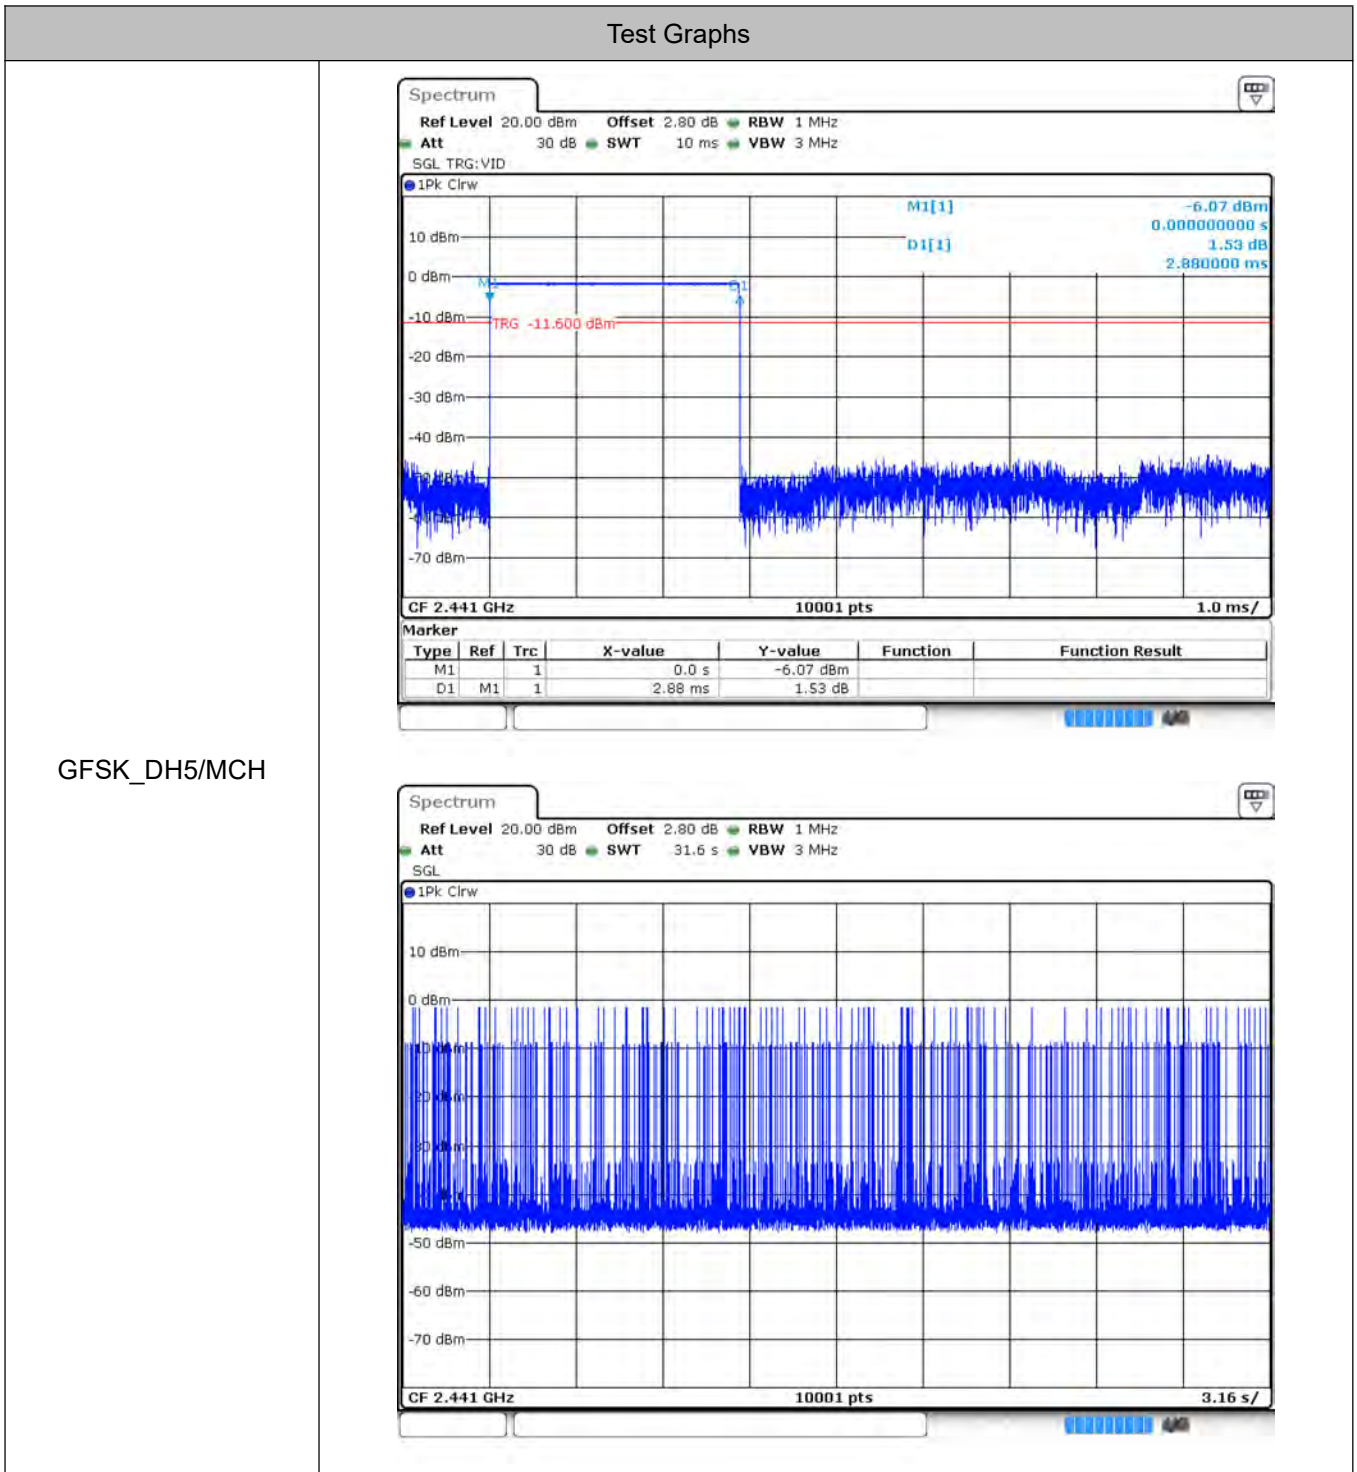 Test Graphs
GFSK_DH5/MCH
Spectrum
Ref Level 20.00 dBm Offset 2.80 dB RBW 1 MHz
Att 30 dB SWT 10 ms VBW 3 MHz
SGL TRG:VID
1Pk Clrw
M1[1] -6.07 dBm
0.000000000 s
10 dBm
D1[1] 1.53 dB
2.880000 ms
0 dBm
M1
D1
-10 dBm
TRG -11.600 dBm
-20 dBm
-30 dBm
-40 dBm
-70 dBm
CF 2.441 GHz 10001 pts 1.0 ms/
Marker
Type Ref Trc X-value Y-value Function Function Result
M1 1 0.0 s -6.07 dBm
D1 M1 1 2.88 ms 1.53 dB
Spectrum
Ref Level 20.00 dBm Offset 2.80 dB RBW 1 MHz
Att 30 dB SWT 31.6 s VBW 3 MHz
SGL
1Pk Clrw
10 dBm
0 dBm
-50 dBm
-60 dBm
-70 dBm
CF 2.441 GHz 10001 pts 3.16 s/